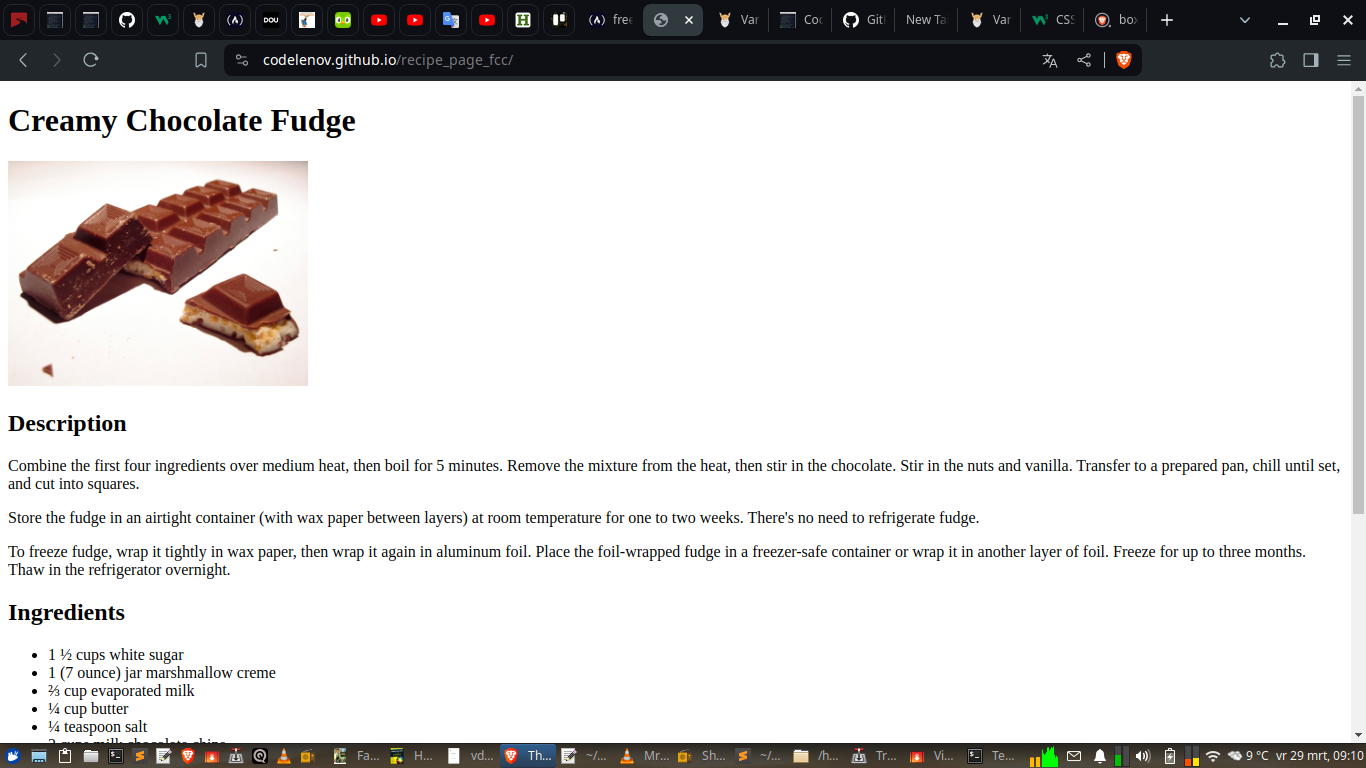 DOU
H
(A)
free
Var
Coc
Git
New Ta
Var
CSS
box
codelenov.github.io/recipe_page_fcc/
Creamy Chocolate Fudge
Description
Combine the first four ingredients over medium heat, then boil for 5 minutes. Remove the mixture from the heat, then stir in the chocolate. Stir in the nuts and vanilla. Transfer to a prepared pan, chill until set,
and cut into squares.
Store the fudge in an airtight container (with wax paper between layers) at room temperature for one to two weeks. There's no need to refrigerate fudge.
To freeze fudge, wrap it tightly in wax paper, then wrap it again in aluminum foil. Place the foil-wrapped fudge in a freezer-safe container or wrap it in another layer of foil. Freeze for up to three months.
Thaw in the refrigerator overnight.
Ingredients
1 ½ cups white sugar
1 (7 ounce) jar marshmallow creme
⅔ cup evaporated milk
¼ cup butter
¼ teaspoon salt
Fa... H... vd... Th... ~/... Mr... Sh... ~/... /h... Tr... Vi... Te... 9 °C vr 29 mrt, 09:10